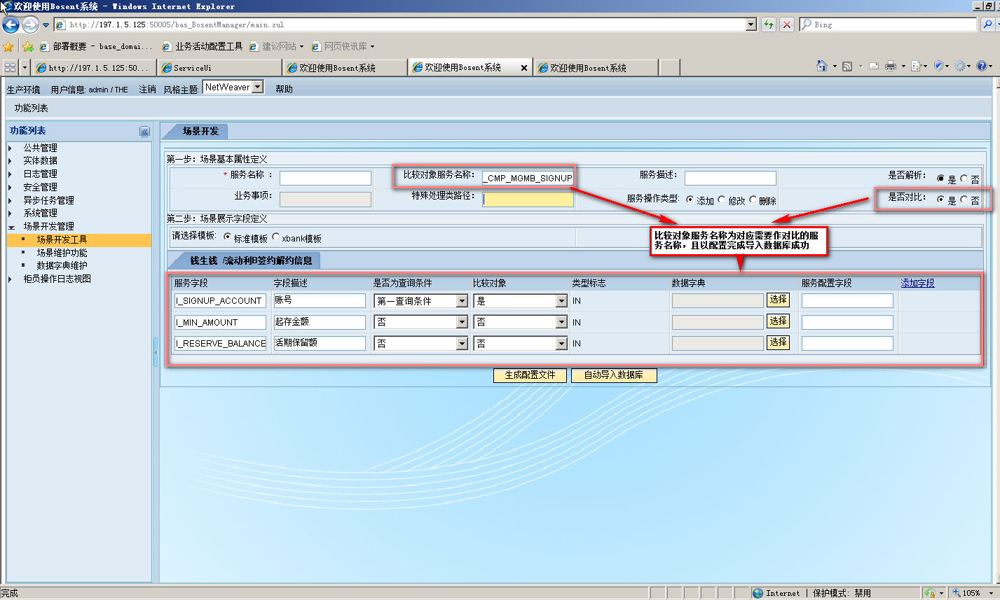 欢迎使用Bosent系统 - Windows Internet Explorer
http://197.1.5.125:50005/bas_BosentManager/main.zul
Bing
部署概要 - base_domai...
业务活动配置工具
建议网站
网页快讯库
http://197.1.5.125:50...
ServiceUi
欢迎使用Bosent系统
欢迎使用Bosent系统
欢迎使用Bosent系统
生产环境 用户信息: admin / THE 注销 风格主题: NetWeaver 帮助
功能列表
功能列表
公共管理
实体数据
日志管理
安全管理
异步任务管理
系统管理
场景开发管理
场景开发工具
场景维护功能
数据字典维护
柜员操作日志视图
场景开发
第一步: 场景基本属性定义
* 服务名称 :
比较对象服务名称: _CMP_MGMB_SIGNUP
服务描述:
是否解析: 是 否
业务事项:
特殊处理类路径:
服务操作类型: 添加 修改 删除
是否对比: 是 否
第二步: 场景展示字段定义
请选择模板: 标准模板 xbank模板
比较对象服务名称为对应需要作对比的服
务名称，且以配置完成导入数据库成功
钱生钱 /流动利B签约解约信息
服务字段 字段描述 是否为查询条件 比较对象 类型标志 数据字典 服务配置字段 添加字段
I_SIGNUP_ACCOUNT 账号 第一查询条件 是 IN 选择
I_MIN_AMOUNT 起存金额 否 否 IN 选择
I_RESERVE_BALANCE 活期保留额 否 否 IN 选择
生成配置文件 自动导入数据库
完成
Internet | 保护模式: 禁用
105%